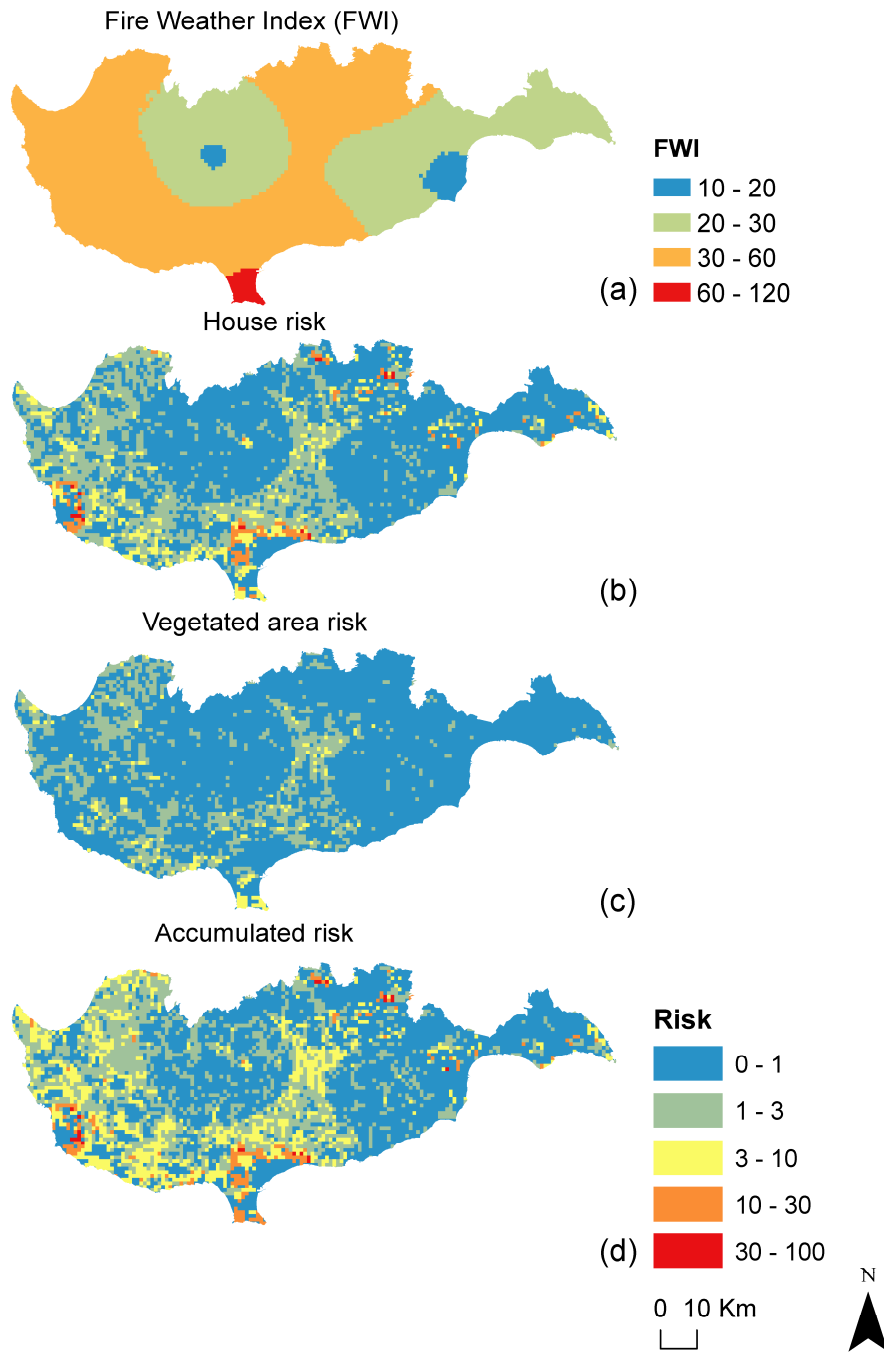 Fire Weather Index (FWI)
FWI
10 - 20
20 - 30
30 - 60
60 - 120
(a)
House risk
(b)
Vegetated area risk
(c)
Accumulated risk
Risk
0 - 1
1 - 3
3 - 10
10 - 30
30 - 100
(d)
N
0 10 Km